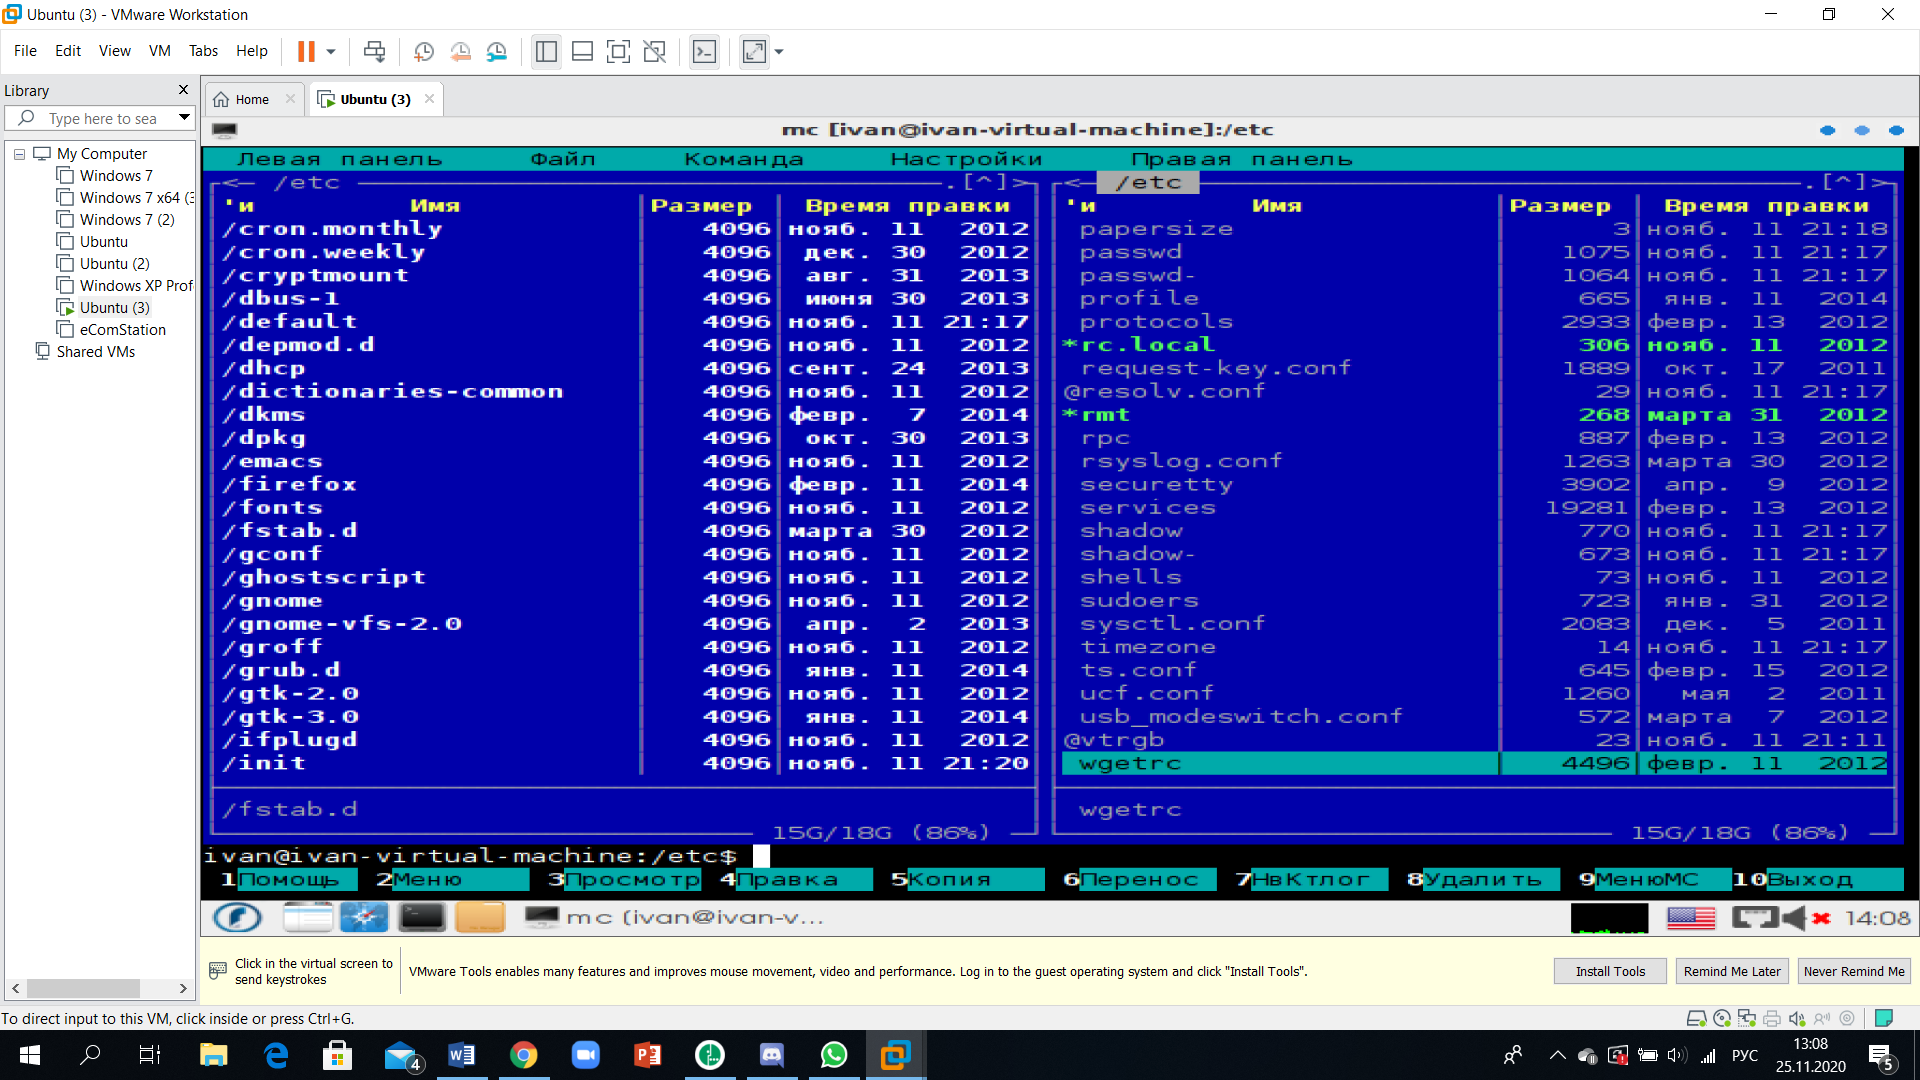 Ubuntu (3) - VMware Workstation
File Edit View VM Tabs Help
Library
Type here to sea
My Computer
Windows 7
Windows 7 x64 (3
Windows 7 (2)
Ubuntu
Ubuntu (2)
Windows XP Prof
Ubuntu (3)
eComStation
Shared VMs
Home
Ubuntu (3)
mc [ivan@ivan-virtual-machine]:/etc
Левая панель Файл Команда Настройки Правая панель
<─ /etc .[^]>
'и Имя Размер Время правки
/cron.monthly 4096 нояб. 11 2012
/cron.weekly 4096 дек. 30 2012
/cryptmount 4096 авг. 31 2013
/dbus-1 4096 июня 30 2013
/default 4096 нояб. 11 21:17
/depmod.d 4096 нояб. 11 2012
/dhcp 4096 сент. 24 2013
/dictionaries-common 4096 нояб. 11 2012
/dkms 4096 февр. 7 2014
/dpkg 4096 окт. 30 2013
/emacs 4096 нояб. 11 2012
/firefox 4096 февр. 11 2014
/fonts 4096 нояб. 11 2012
/fstab.d 4096 марта 30 2012
/gconf 4096 нояб. 11 2012
/ghostscript 4096 нояб. 11 2012
/gnome 4096 нояб. 11 2012
/gnome-vfs-2.0 4096 апр. 2 2013
/groff 4096 нояб. 11 2012
/grub.d 4096 янв. 11 2014
/gtk-2.0 4096 нояб. 11 2012
/gtk-3.0 4096 янв. 11 2014
/ifplugd 4096 нояб. 11 2012
/init 4096 нояб. 11 21:20
/fstab.d
15G/18G (86%)
<─ /etc .[^]>
'и Имя Размер Время правки
papersize 3 нояб. 11 21:18
passwd 1075 нояб. 11 21:17
passwd- 1064 нояб. 11 21:17
profile 665 янв. 11 2014
protocols 2933 февр. 13 2012
*rc.local 306 нояб. 11 2012
request-key.conf 1889 окт. 17 2011
@resolv.conf 29 нояб. 11 21:17
*rmt 268 марта 31 2012
rpc 887 февр. 13 2012
rsyslog.conf 1263 марта 30 2012
securetty 3902 апр. 9 2012
services 19281 февр. 13 2012
shadow 770 нояб. 11 21:17
shadow- 673 нояб. 11 21:17
shells 73 нояб. 11 2012
sudoers 723 янв. 31 2012
sysctl.conf 2083 дек. 5 2011
timezone 14 нояб. 11 21:17
ts.conf 645 февр. 15 2012
ucf.conf 1260 мая 2 2011
usb_modeswitch.conf 572 марта 7 2012
@vtrgb 23 нояб. 11 21:11
wgetrc 4496 февр. 11 2012
wgetrc
15G/18G (86%)
ivan@ivan-virtual-machine:/etc$
1Помощь 2Меню 3Просмотр 4Правка 5Копия 6Перенос 7НвКтлог 8Удалить 9МенюМС 10Выход
mc (ivan@ivan-v...
14:08
Click in the virtual screen to
send keystrokes
VMware Tools enables many features and improves mouse movement, video and performance. Log in to the guest operating system and click "Install Tools".
Install Tools Remind Me Later Never Remind Me
To direct input to this VM, click inside or press Ctrl+G.
4
РУС
13:08
25.11.2020
5